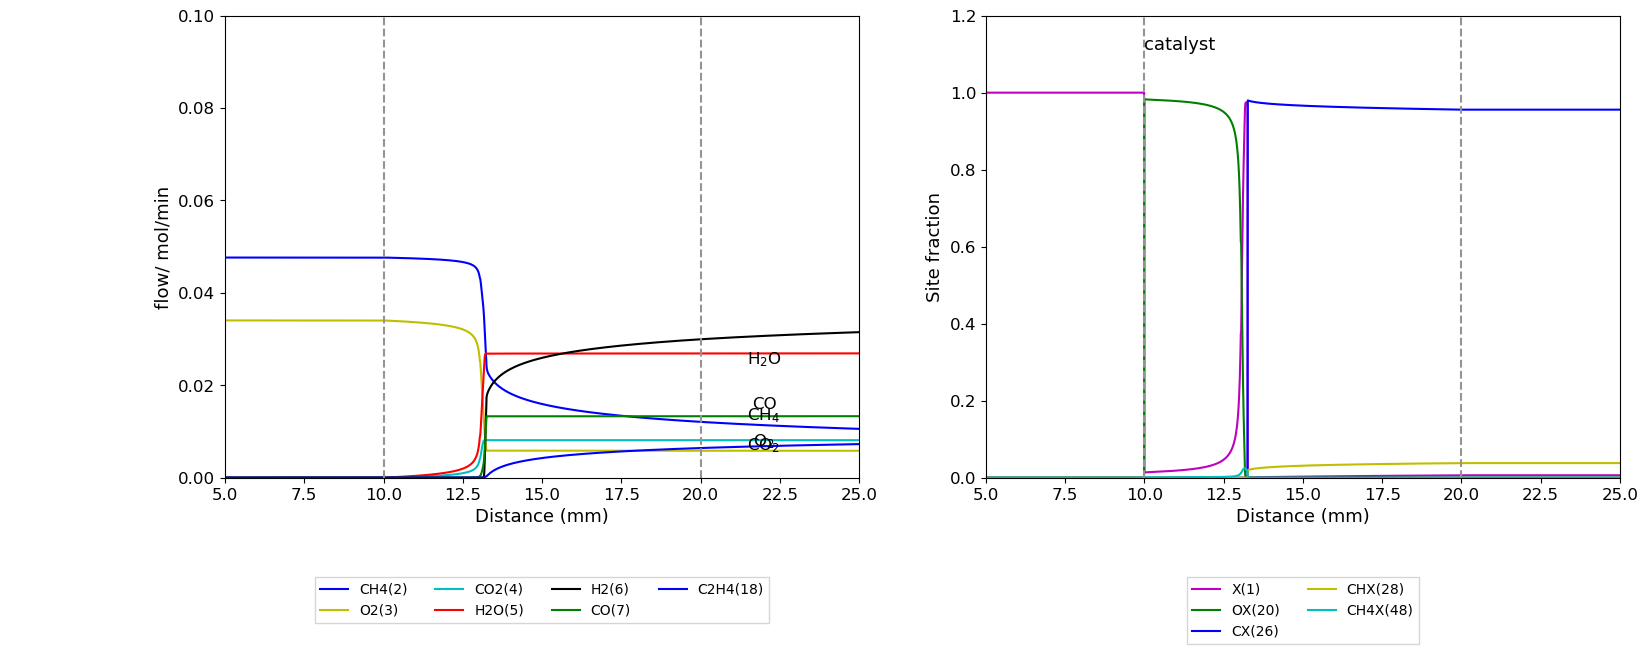 0.10
0.08
0.06
0.04
0.02
0.00
flow/ mol/min
5.0 7.5 10.0 12.5 15.0 17.5 20.0 22.5 25.0
Distance (mm)
H2O
CO
CH4
O2
CO2
CH4(2) CO2(4) H2(6) C2H4(18)
O2(3) H2O(5) CO(7)
1.2
1.0
0.8
0.6
0.4
0.2
0.0
Site fraction
catalyst
5.0 7.5 10.0 12.5 15.0 17.5 20.0 22.5 25.0
Distance (mm)
X(1) CHX(28)
OX(20) CH4X(48)
CX(26)